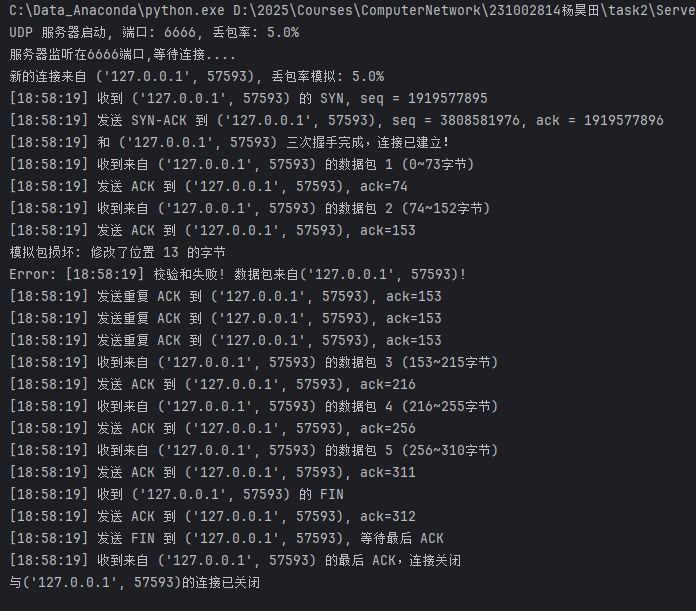 C:\Data_Anaconda\python.exe D:\2025\Courses\ComputerNetwork\231002814杨昊田\task2\Serve
UDP 服务器启动, 端口: 6666, 丢包率: 5.0%
服务器监听在6666端口,等待连接....
新的连接来自 ('127.0.0.1', 57593), 丢包率模拟: 5.0%
[18:58:19] 收到 ('127.0.0.1', 57593) 的 SYN, seq = 1919577895
[18:58:19] 发送 SYN-ACK 到 ('127.0.0.1', 57593), seq = 3808581976, ack = 1919577896
[18:58:19] 和 ('127.0.0.1', 57593) 三次握手完成，连接已建立!
[18:58:19] 收到来自 ('127.0.0.1', 57593) 的数据包 1 (0~73字节)
[18:58:19] 发送 ACK 到 ('127.0.0.1', 57593), ack=74
[18:58:19] 收到来自 ('127.0.0.1', 57593) 的数据包 2 (74~152字节)
[18:58:19] 发送 ACK 到 ('127.0.0.1', 57593), ack=153
模拟包损坏: 修改了位置 13 的字节
Error: [18:58:19] 校验和失败! 数据包来自('127.0.0.1', 57593)!
[18:58:19] 发送重复 ACK 到 ('127.0.0.1', 57593), ack=153
[18:58:19] 发送重复 ACK 到 ('127.0.0.1', 57593), ack=153
[18:58:19] 发送重复 ACK 到 ('127.0.0.1', 57593), ack=153
[18:58:19] 收到来自 ('127.0.0.1', 57593) 的数据包 3 (153~215字节)
[18:58:19] 发送 ACK 到 ('127.0.0.1', 57593), ack=216
[18:58:19] 收到来自 ('127.0.0.1', 57593) 的数据包 4 (216~255字节)
[18:58:19] 发送 ACK 到 ('127.0.0.1', 57593), ack=256
[18:58:19] 收到来自 ('127.0.0.1', 57593) 的数据包 5 (256~310字节)
[18:58:19] 发送 ACK 到 ('127.0.0.1', 57593), ack=311
[18:58:19] 收到 ('127.0.0.1', 57593) 的 FIN
[18:58:19] 发送 ACK 到 ('127.0.0.1', 57593), ack=312
[18:58:19] 发送 FIN 到 ('127.0.0.1', 57593), 等待最后 ACK
[18:58:19] 收到来自 ('127.0.0.1', 57593) 的最后 ACK，连接关闭
与('127.0.0.1', 57593)的连接已关闭